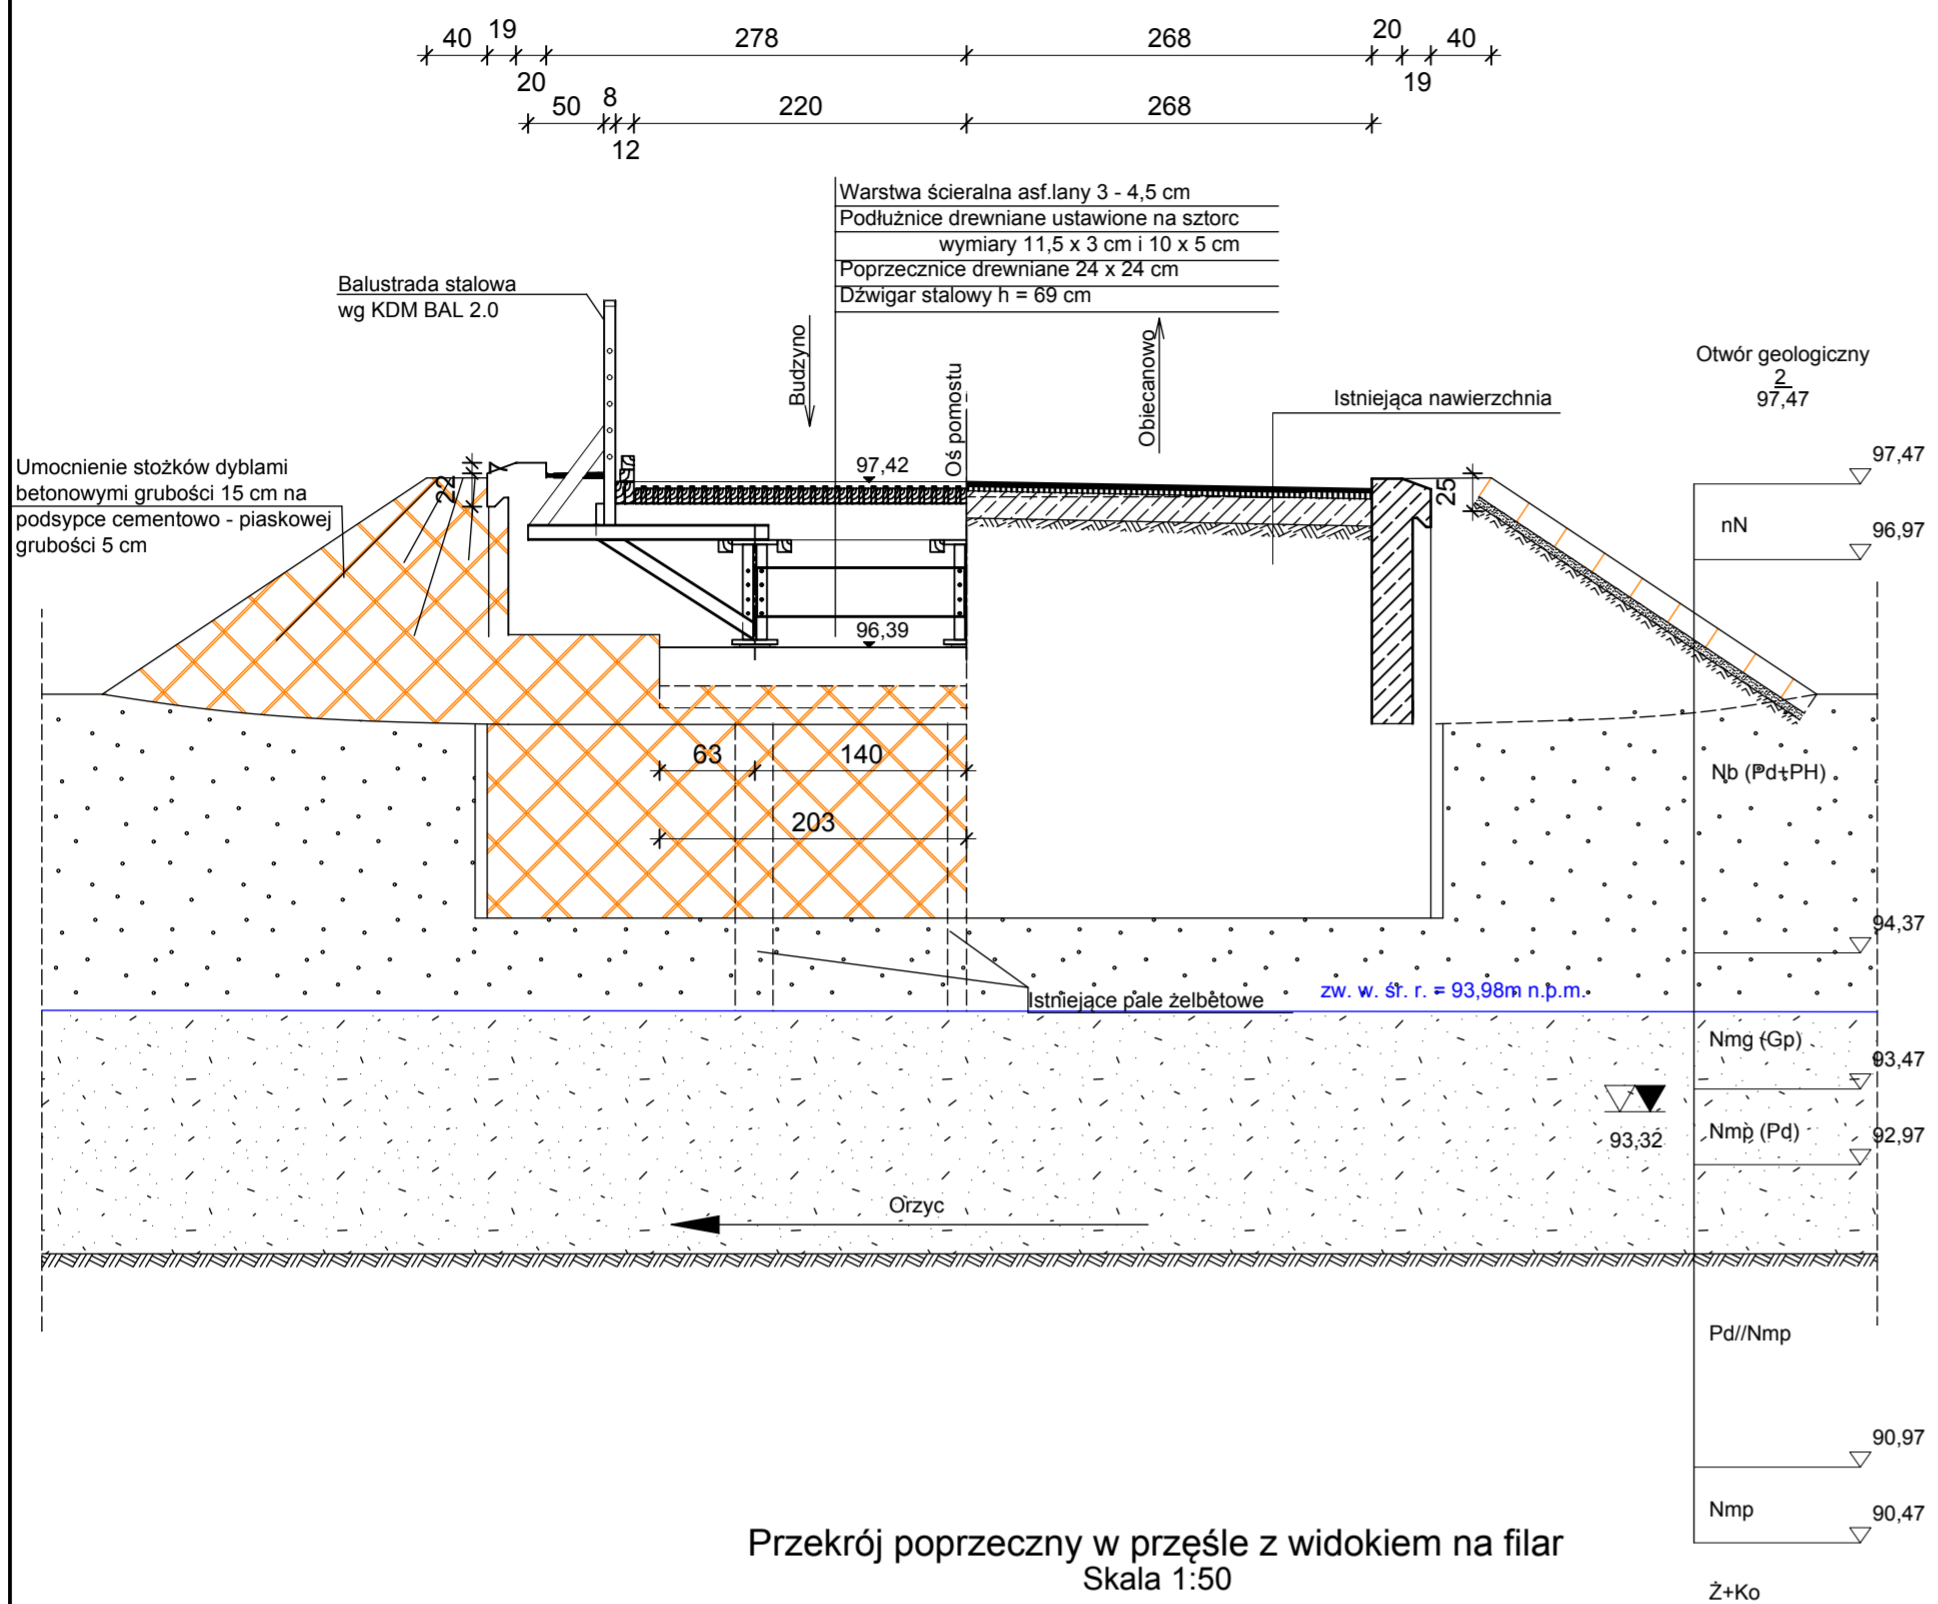 40 19 278 268 20 40
20 19
50 8 220 268
12
Warstwa ścieralna asf.lany 3 - 4,5 cm
Podłużnice drewniane ustawione na sztorc
wymiary 11,5 x 3 cm i 10 x 5 cm
Poprzecznice drewniane 24 x 24 cm
Dźwigar stalowy h = 69 cm
Balustrada stalowa
wg KDM BAL 2.0
Budzyno
Oś pomostu
Obiecanowo
Istniejąca nawierzchnia
Otwór geologiczny
2
97,47
Umocnienie stożków dyblami
betonowymi grubości 15 cm na
podsypce cementowo - piaskowej
grubości 5 cm
22
97,42
25
97,47
nN
96,97
96,39
63 140
203
Nb (Pd+PH)
94,37
Istniejące pale żelbetowe
zw. w. śr. r. = 93,98m n.p.m.
Nmg (Gp)
93,47
93,32
Nmp (Pd)
92,97
Orzyc
Pd//Nmp
90,97
Nmp
90,47
Ż+Ko
Przekrój poprzeczny w przęśle z widokiem na filar
Skala 1:50